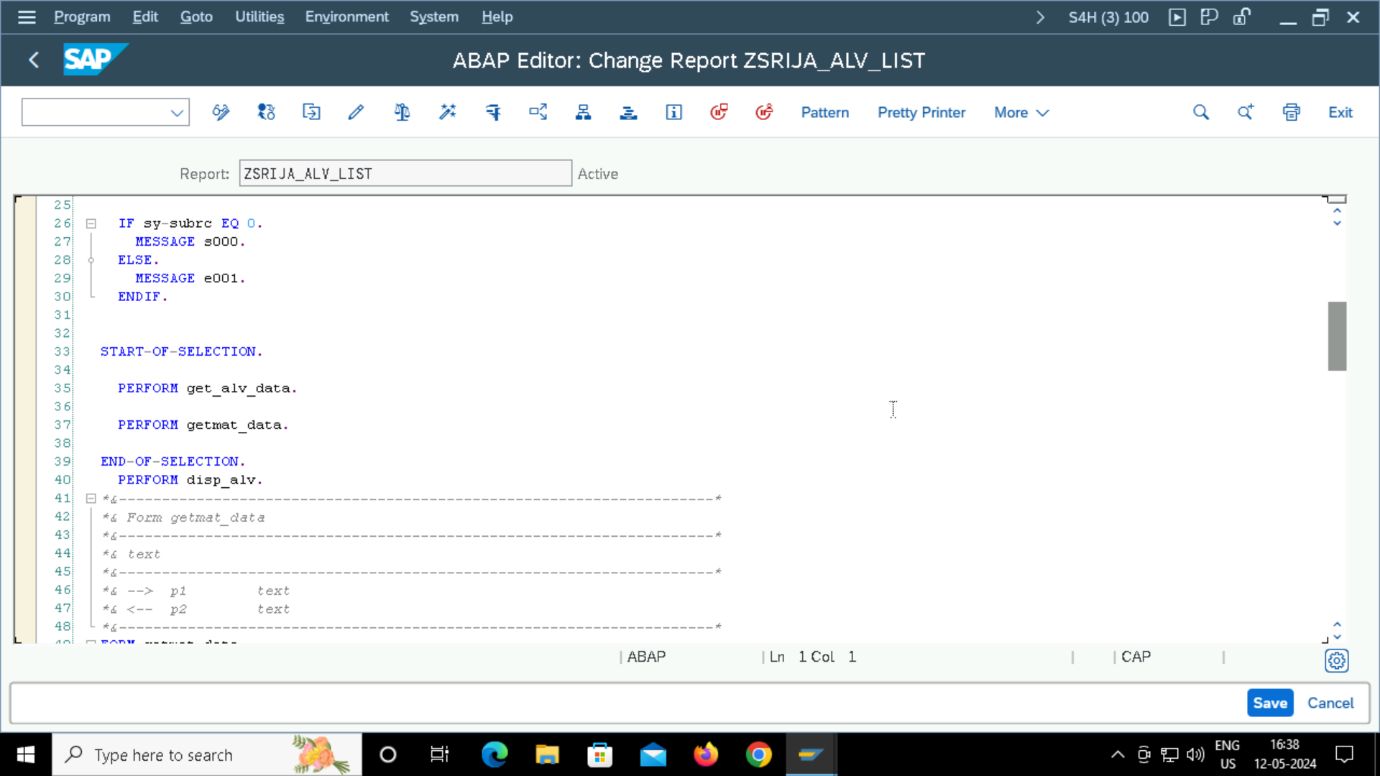 Program Edit Goto Utilities Environment System Help S4H (3) 100
SAP ABAP Editor: Change Report ZSRIJA_ALV_LIST
Pattern Pretty Printer More Exit
Report: ZSRIJA_ALV_LIST Active
25
26 IF sy-subrc EQ 0.
27 MESSAGE s000.
28 ELSE.
29 MESSAGE e001.
30 ENDIF.
31
32
33 START-OF-SELECTION.
34
35 PERFORM get_alv_data.
36
37 PERFORM getmat_data.
38
39 END-OF-SELECTION.
40 PERFORM disp_alv.
41 *&---------------------------------------------------------------------*
42 *& Form getmat_data
43 *&---------------------------------------------------------------------*
44 *& text
45 *&---------------------------------------------------------------------*
46 *& --> p1 text
47 *& <-- p2 text
48 *&---------------------------------------------------------------------*
ABAP Ln 1 Col 1 CAP
Save Cancel
Type here to search
ENG 16:38
US 12-05-2024